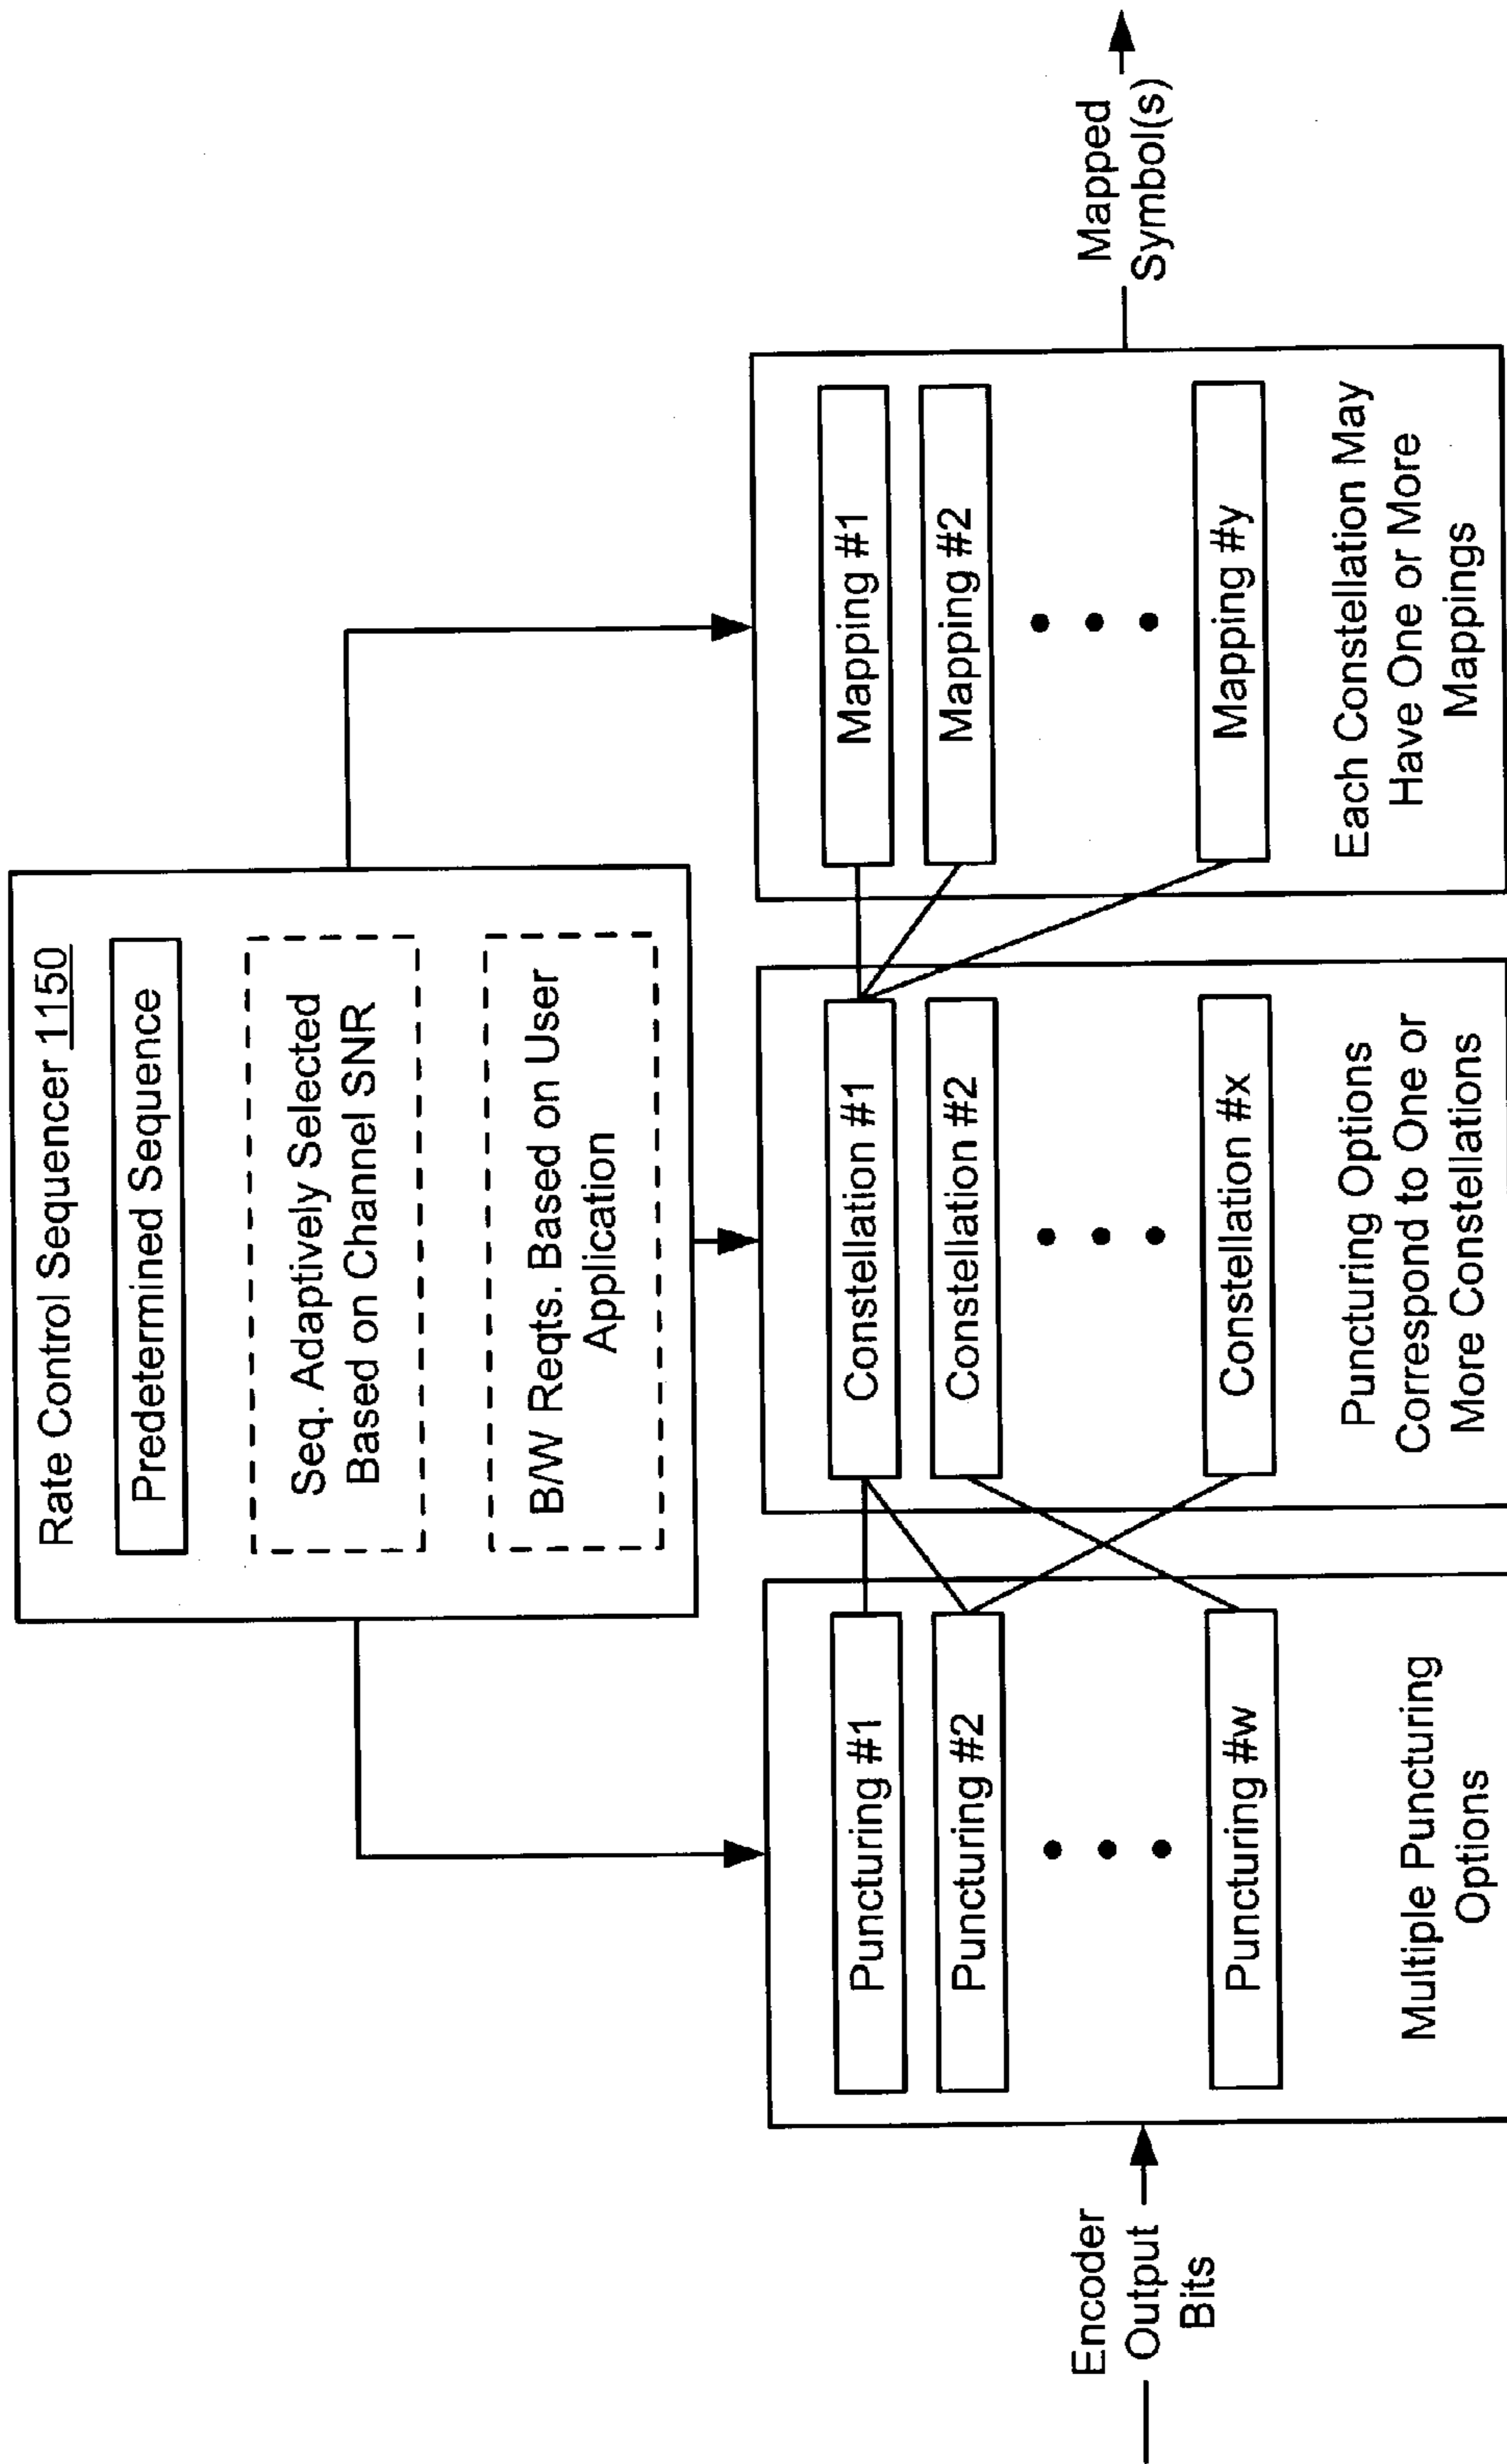 Rate Control Sequencer 1150
Predetermined Sequence
Seq. Adaptively Selected
Based on Channel SNR
B/W Reqts. Based on User
Application
Encoder
Output
Bits
Puncturing #1
Puncturing #2
Puncturing #w
Multiple Puncturing
Options
Constellation #1
Constellation #2
Constellation #x
Puncturing Options
Correspond to One or
More Constellations
Mapping #1
Mapping #2
Mapping #y
Each Constellation May
Have One or More
Mappings
Mapped
Symbol(s)